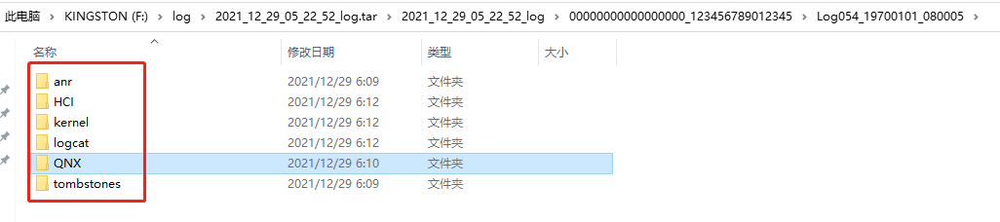 此电脑 > KINGSTON (F:) > log > 2021_12_29_05_22_52_log.tar > 2021_12_29_05_22_52_log > 00000000000000000_123456789012345 > Log054_19700101_080005 >
名称 修改日期 类型 大小
anr 2021/12/29 6:09 文件夹
HCI 2021/12/29 6:12 文件夹
kernel 2021/12/29 6:12 文件夹
logcat 2021/12/29 6:12 文件夹
QNX 2021/12/29 6:10 文件夹
tombstones 2021/12/29 6:09 文件夹